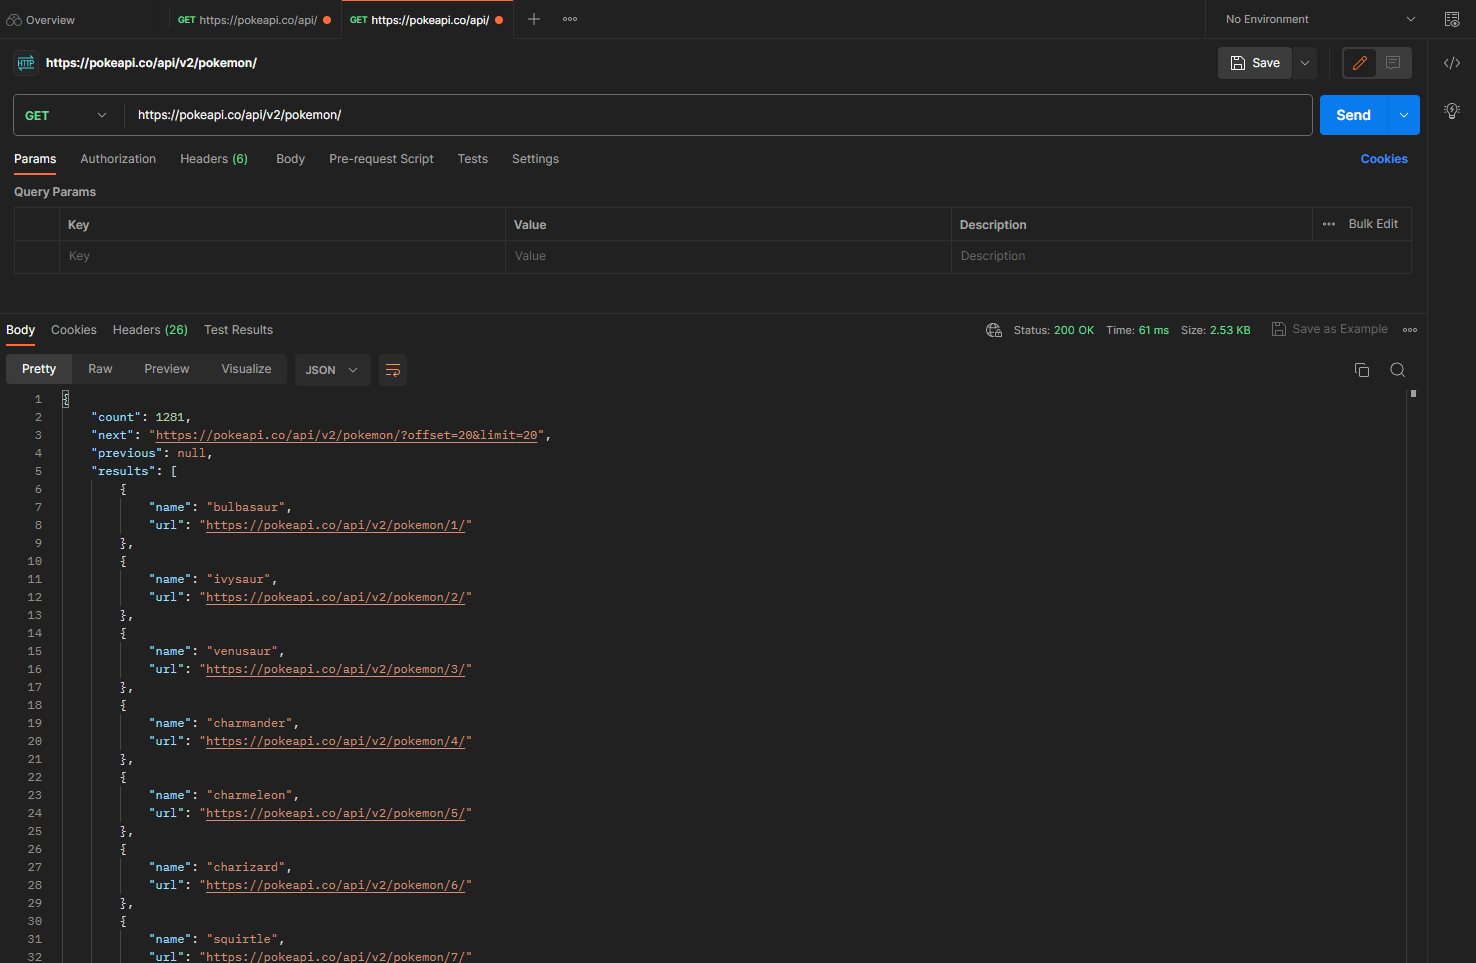 Overview GET https://pokeapi.co/api/ GET https://pokeapi.co/api/ No Environment
HTTP https://pokeapi.co/api/v2/pokemon/ Save
GET https://pokeapi.co/api/v2/pokemon/ Send
Params Authorization Headers (6) Body Pre-request Script Tests Settings Cookies
Query Params
Key Value Description Bulk Edit
Key Value Description
Body Cookies Headers (26) Test Results Status: 200 OK Time: 61 ms Size: 2.53 KB Save as Example
Pretty Raw Preview Visualize JSON
1 {
2 "count": 1281,
3 "next": "https://pokeapi.co/api/v2/pokemon/?offset=20&limit=20",
4 "previous": null,
5 "results": [
6 {
7 "name": "bulbasaur",
8 "url": "https://pokeapi.co/api/v2/pokemon/1/"
9 },
10 {
11 "name": "ivysaur",
12 "url": "https://pokeapi.co/api/v2/pokemon/2/"
13 },
14 {
15 "name": "venusaur",
16 "url": "https://pokeapi.co/api/v2/pokemon/3/"
17 },
18 {
19 "name": "charmander",
20 "url": "https://pokeapi.co/api/v2/pokemon/4/"
21 },
22 {
23 "name": "charmeleon",
24 "url": "https://pokeapi.co/api/v2/pokemon/5/"
25 },
26 {
27 "name": "charizard",
28 "url": "https://pokeapi.co/api/v2/pokemon/6/"
29 },
30 {
31 "name": "squirtle",
32 "url": "https://pokeapi.co/api/v2/pokemon/7/"